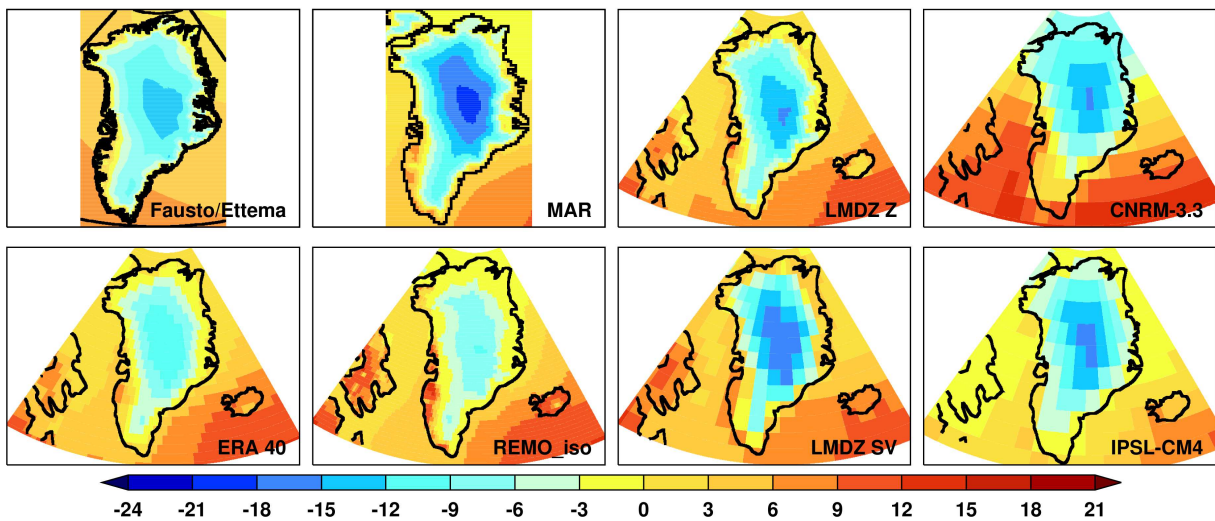 Fausto/Ettema
MAR
LMDZ Z
CNRM-3.3
ERA 40
REMO_iso
LMDZ SV
IPSL-CM4
-24 -21 -18 -15 -12 -9 -6 -3 0 3 6 9 12 15 18 21